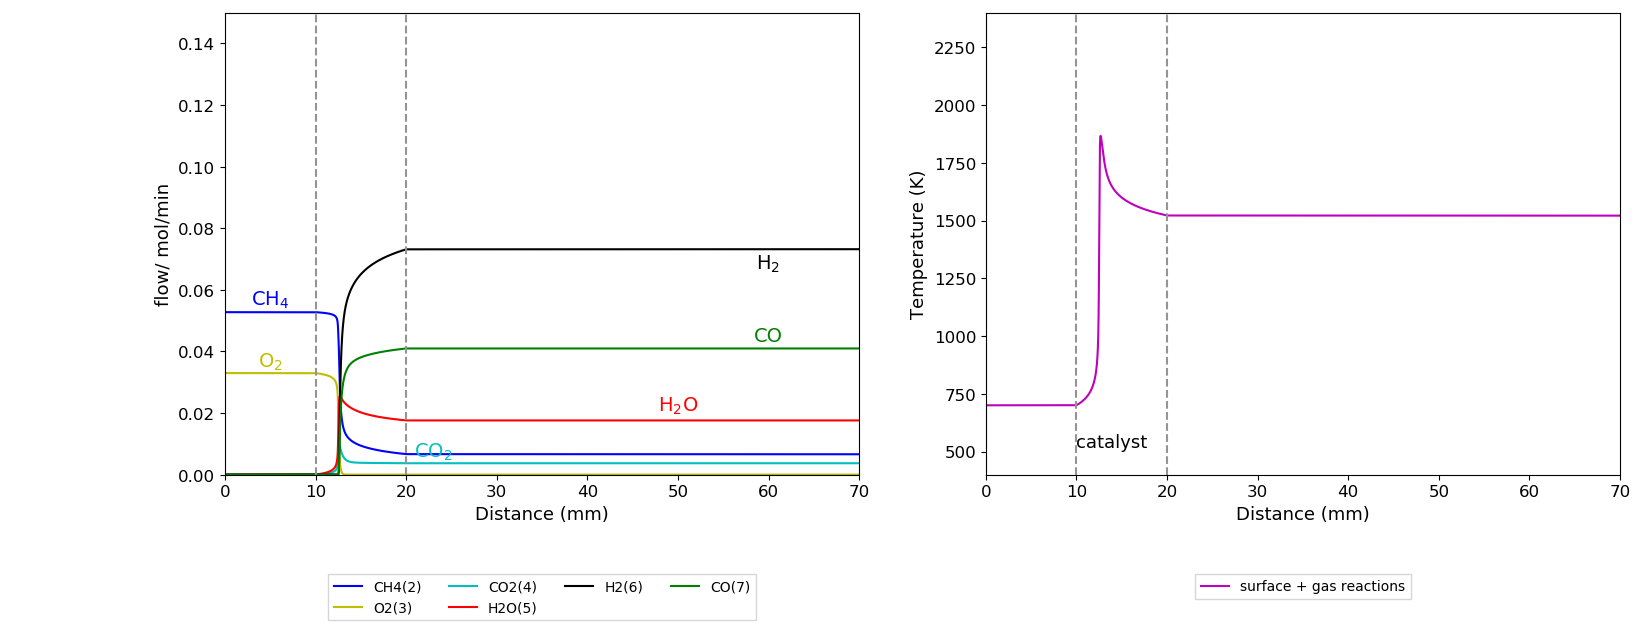 0.14
0.12
0.10
0.08
0.06
0.04
0.02
0.00
flow/ mol/min
CH4
O2
H2
CO
H2O
CO2
0 10 20 30 40 50 60 70
Distance (mm)
CH4(2) CO2(4) H2(6) CO(7)
O2(3) H2O(5)
2250
2000
1750
1500
1250
1000
750
500
Temperature (K)
catalyst
0 10 20 30 40 50 60 70
Distance (mm)
surface + gas reactions